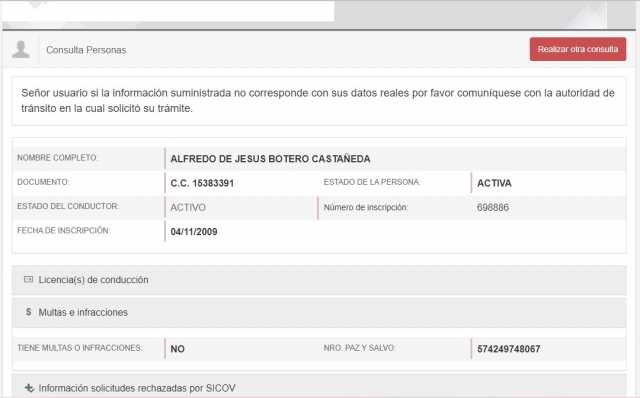 Consulta Personas
Realizar otra consulta
Señor usuario si la información suministrada no corresponde con sus datos reales por favor comuníquese con la autoridad de
tránsito en la cual solicitó su trámite.
NOMBRE COMPLETO: ALFREDO DE JESUS BOTERO CASTAÑEDA
DOCUMENTO: C.C. 15383391 ESTADO DE LA PERSONA: ACTIVA
ESTADO DEL CONDUCTOR: ACTIVO Número de inscripción: 698886
FECHA DE INSCRIPCIÓN: 04/11/2009
Licencia(s) de conducción
$ Multas e infracciones
TIENE MULTAS O INFRACCIONES: NO NRO. PAZ Y SALVO: 574249748067
Información solicitudes rechazadas por SICOV